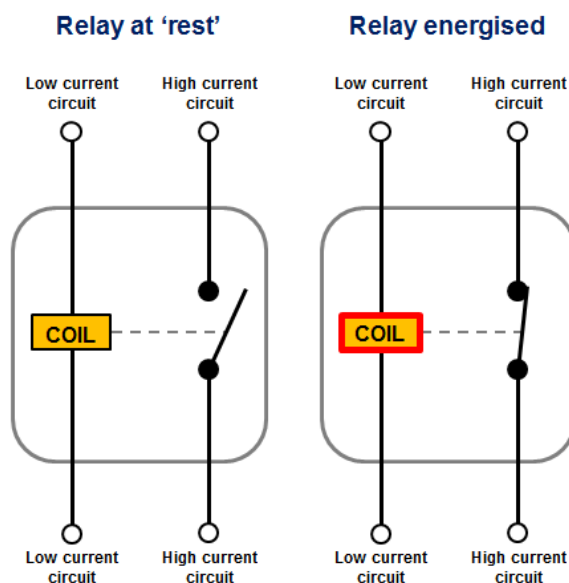 Relay at ‘rest’
Relay energised
Low current
circuit
High current
circuit
Low current
circuit
High current
circuit
COIL
COIL
Low current
circuit
High current
circuit
Low current
circuit
High current
circuit